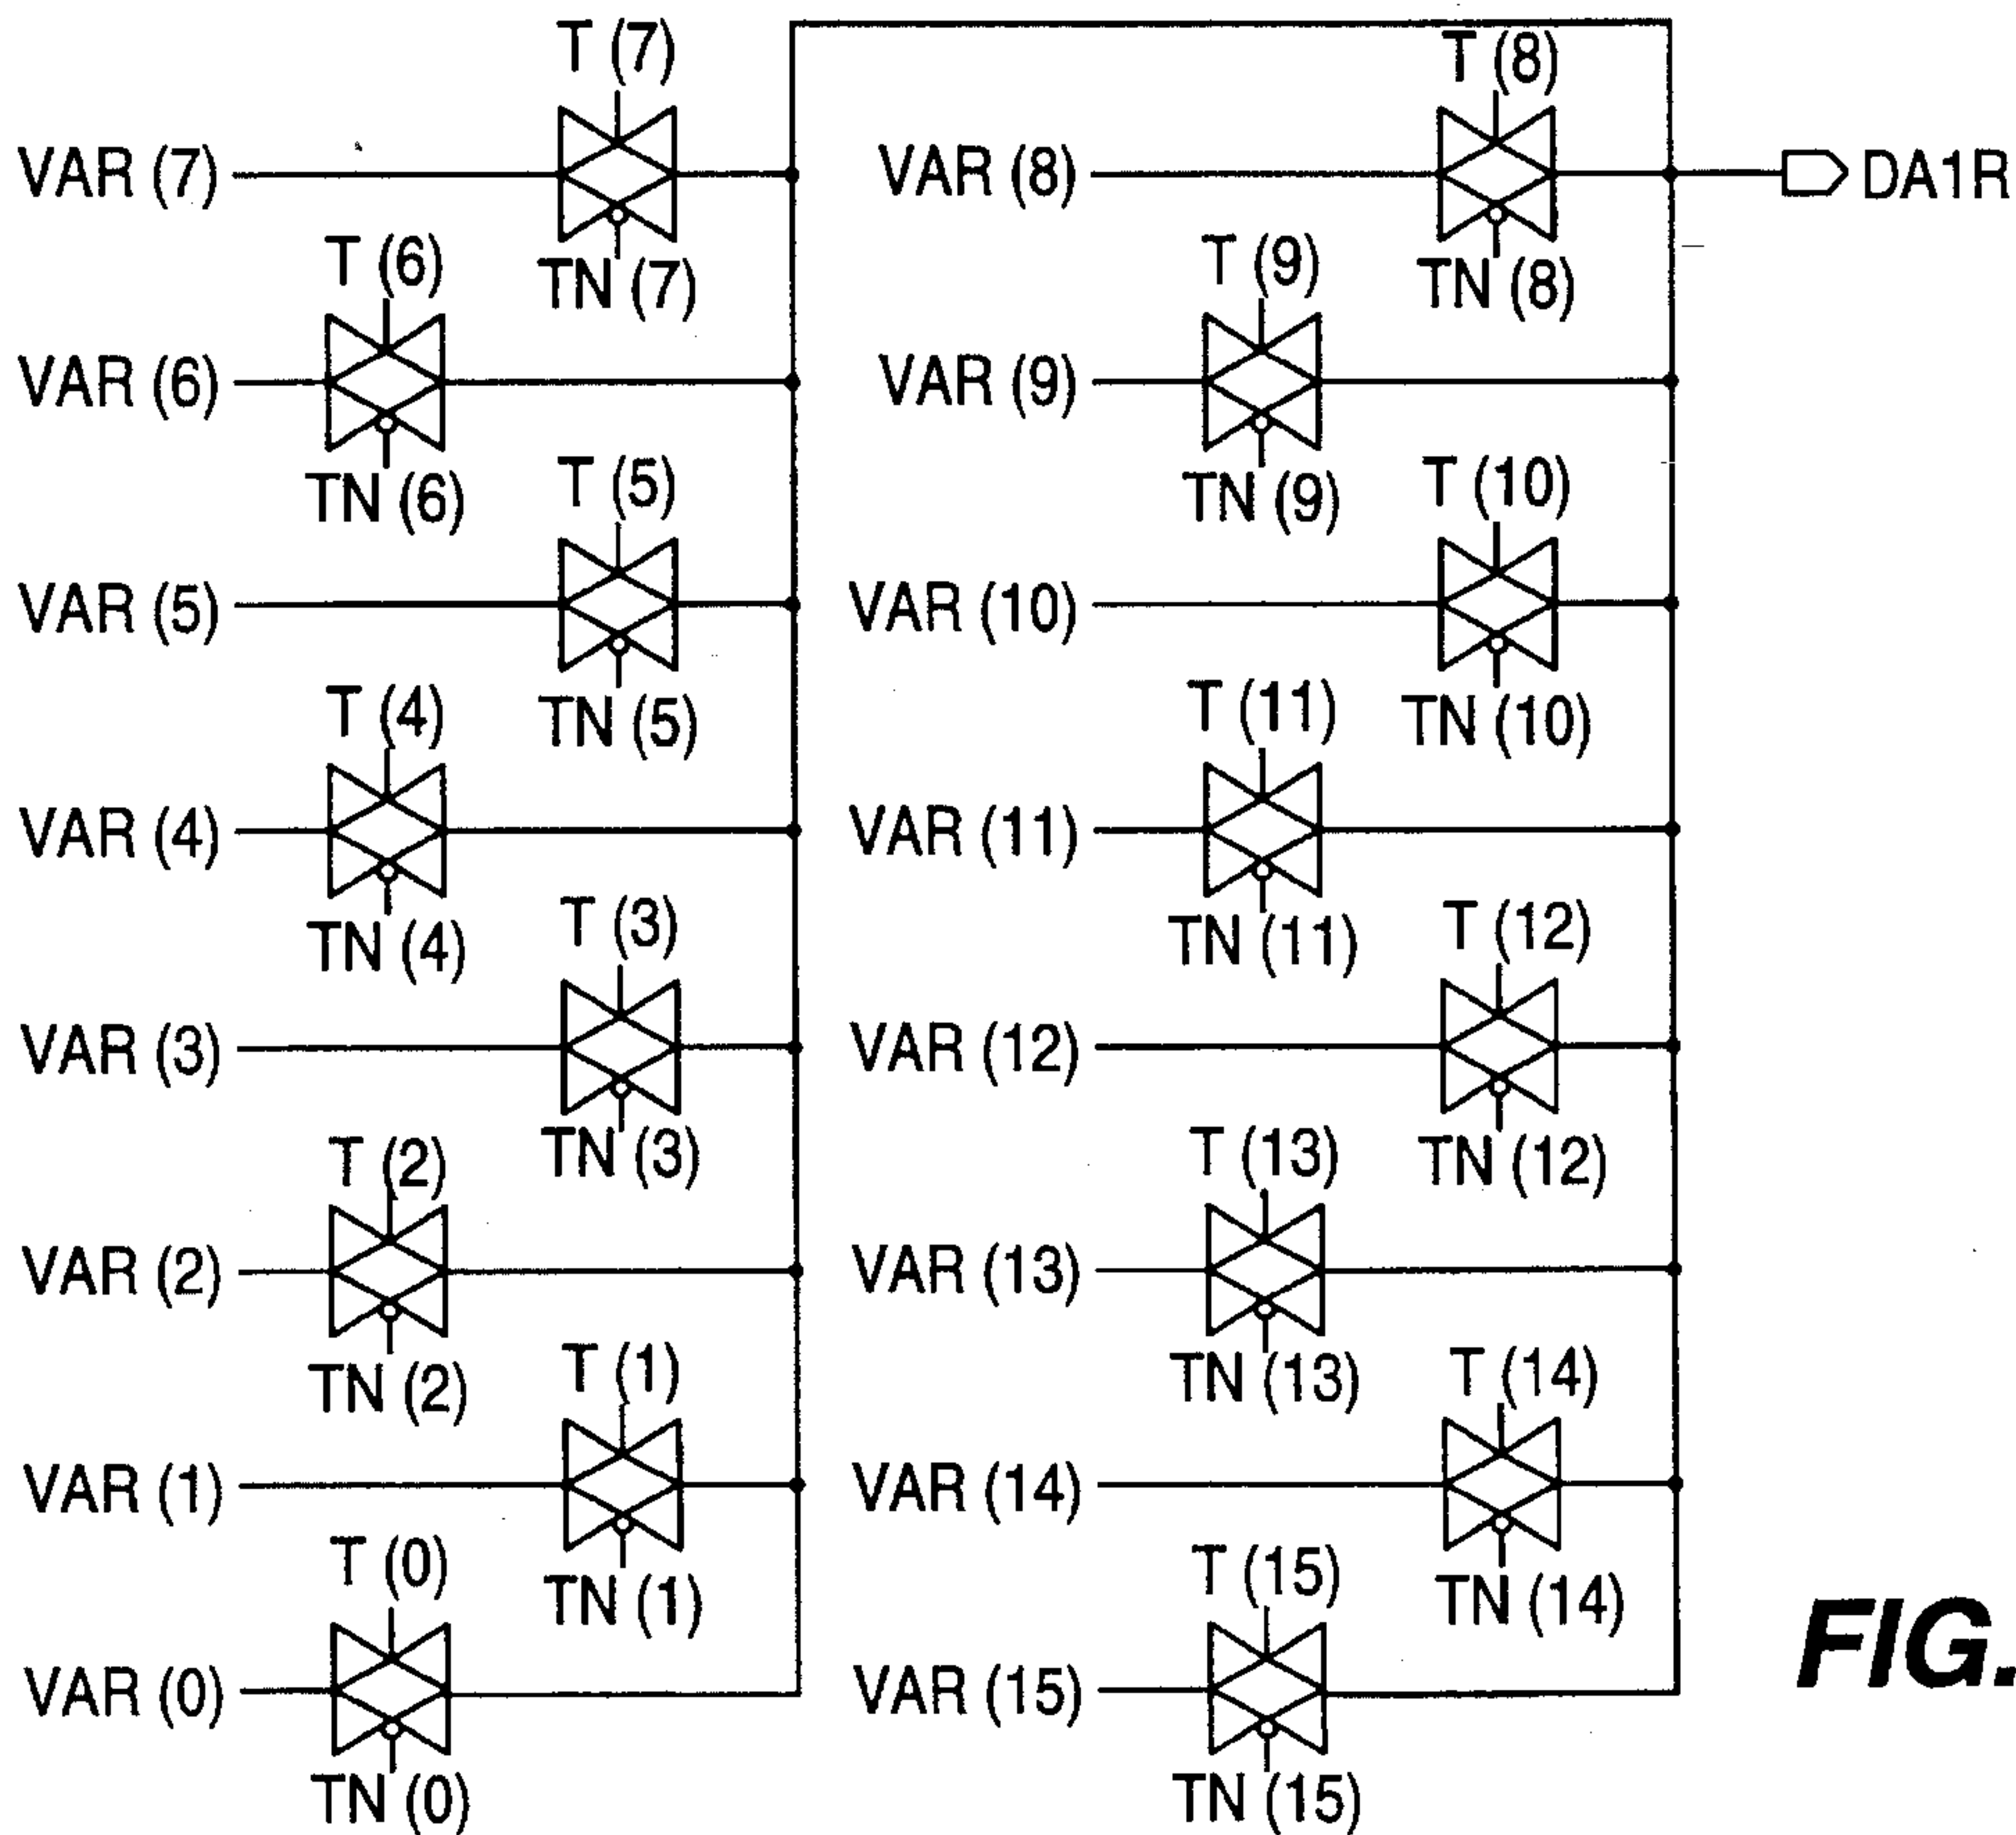 T (7)
T (8)
VAR (7)
VAR (8)
DA1R
TN (7)
TN (8)
T (6)
T (9)
VAR (6)
VAR (9)
TN (6)
TN (9)
T (5)
T (10)
VAR (5)
VAR (10)
TN (5)
TN (10)
T (4)
T (11)
VAR (4)
VAR (11)
TN (4)
TN (11)
T (3)
T (12)
VAR (3)
VAR (12)
TN (3)
TN (12)
T (2)
T (13)
VAR (2)
VAR (13)
TN (2)
TN (13)
T (1)
T (14)
VAR (1)
VAR (14)
TN (1)
TN (14)
T (0)
T (15)
VAR (0)
VAR (15)
TN (0)
TN (15)
FIG.